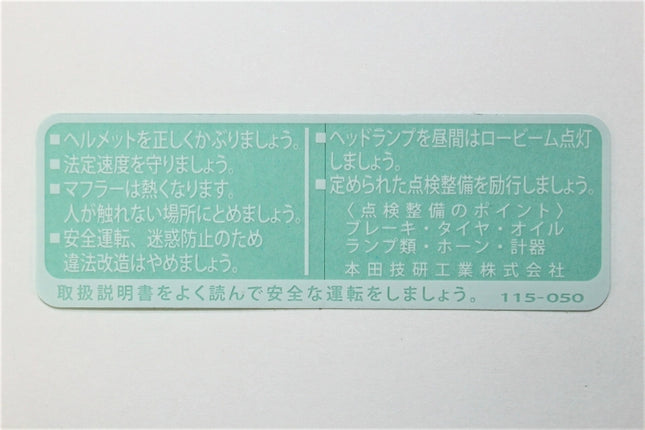 ■ヘルメットを正しくかぶりましょう。
■法定速度を守りましょう。
■マフラーは熱くなります。
人が触れない場所にとめましょう。
■安全運転、迷惑防止のため
違法改造はやめましょう。
■ヘッドランプを昼間はロービーム点灯
しましょう。
■定められた点検整備を励行しましょう。
〈点検整備のポイント〉
ブレーキ・タイヤ・オイル
ランプ類・ホーン・計器
本田技研工業株式会社
取扱説明書をよく読んで安全な運転をしましょう。 115-050